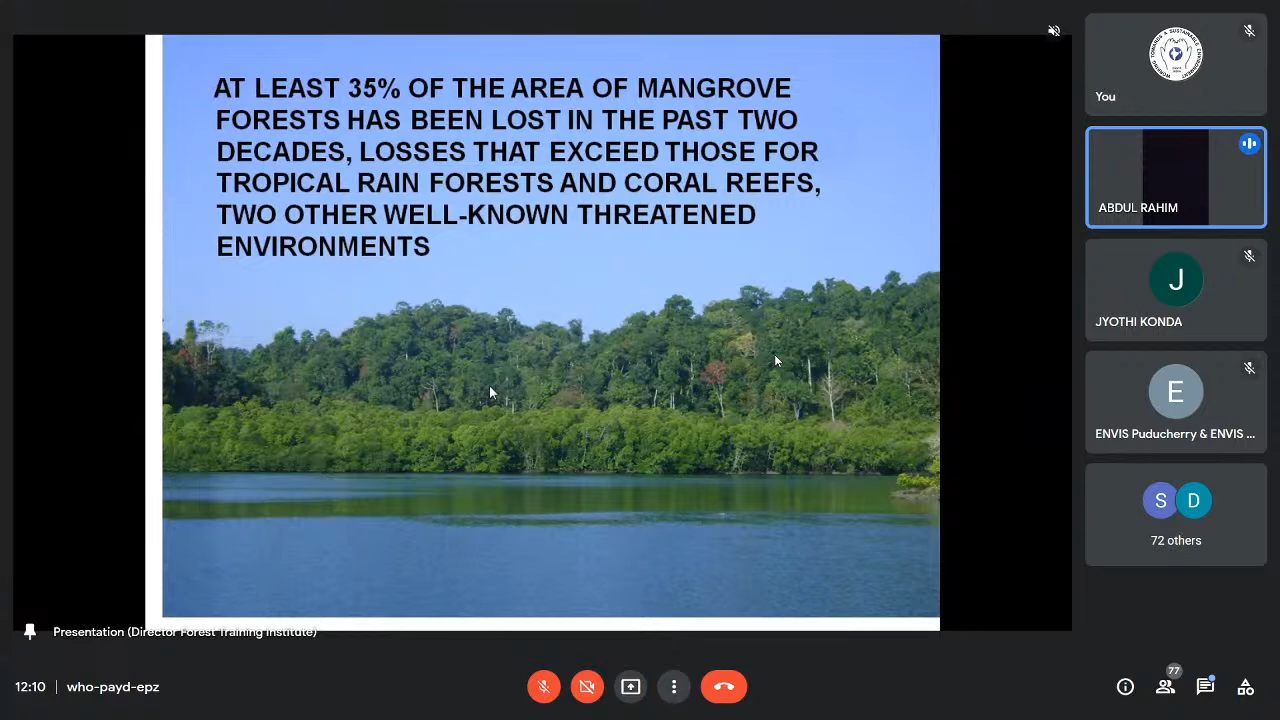 AT LEAST 35% OF THE AREA OF MANGROVE
FORESTS HAS BEEN LOST IN THE PAST TWO
DECADES, LOSSES THAT EXCEED THOSE FOR
TROPICAL RAIN FORESTS AND CORAL REEFS,
TWO OTHER WELL-KNOWN THREATENED
ENVIRONMENTS
You
ABDUL RAHIM
J
JYOTHI KONDA
E
ENVIS Puducherry & ENVIS ...
S D
72 others
Presentation (Director Forest Training Institute)
12:10 | who-payd-epz
77